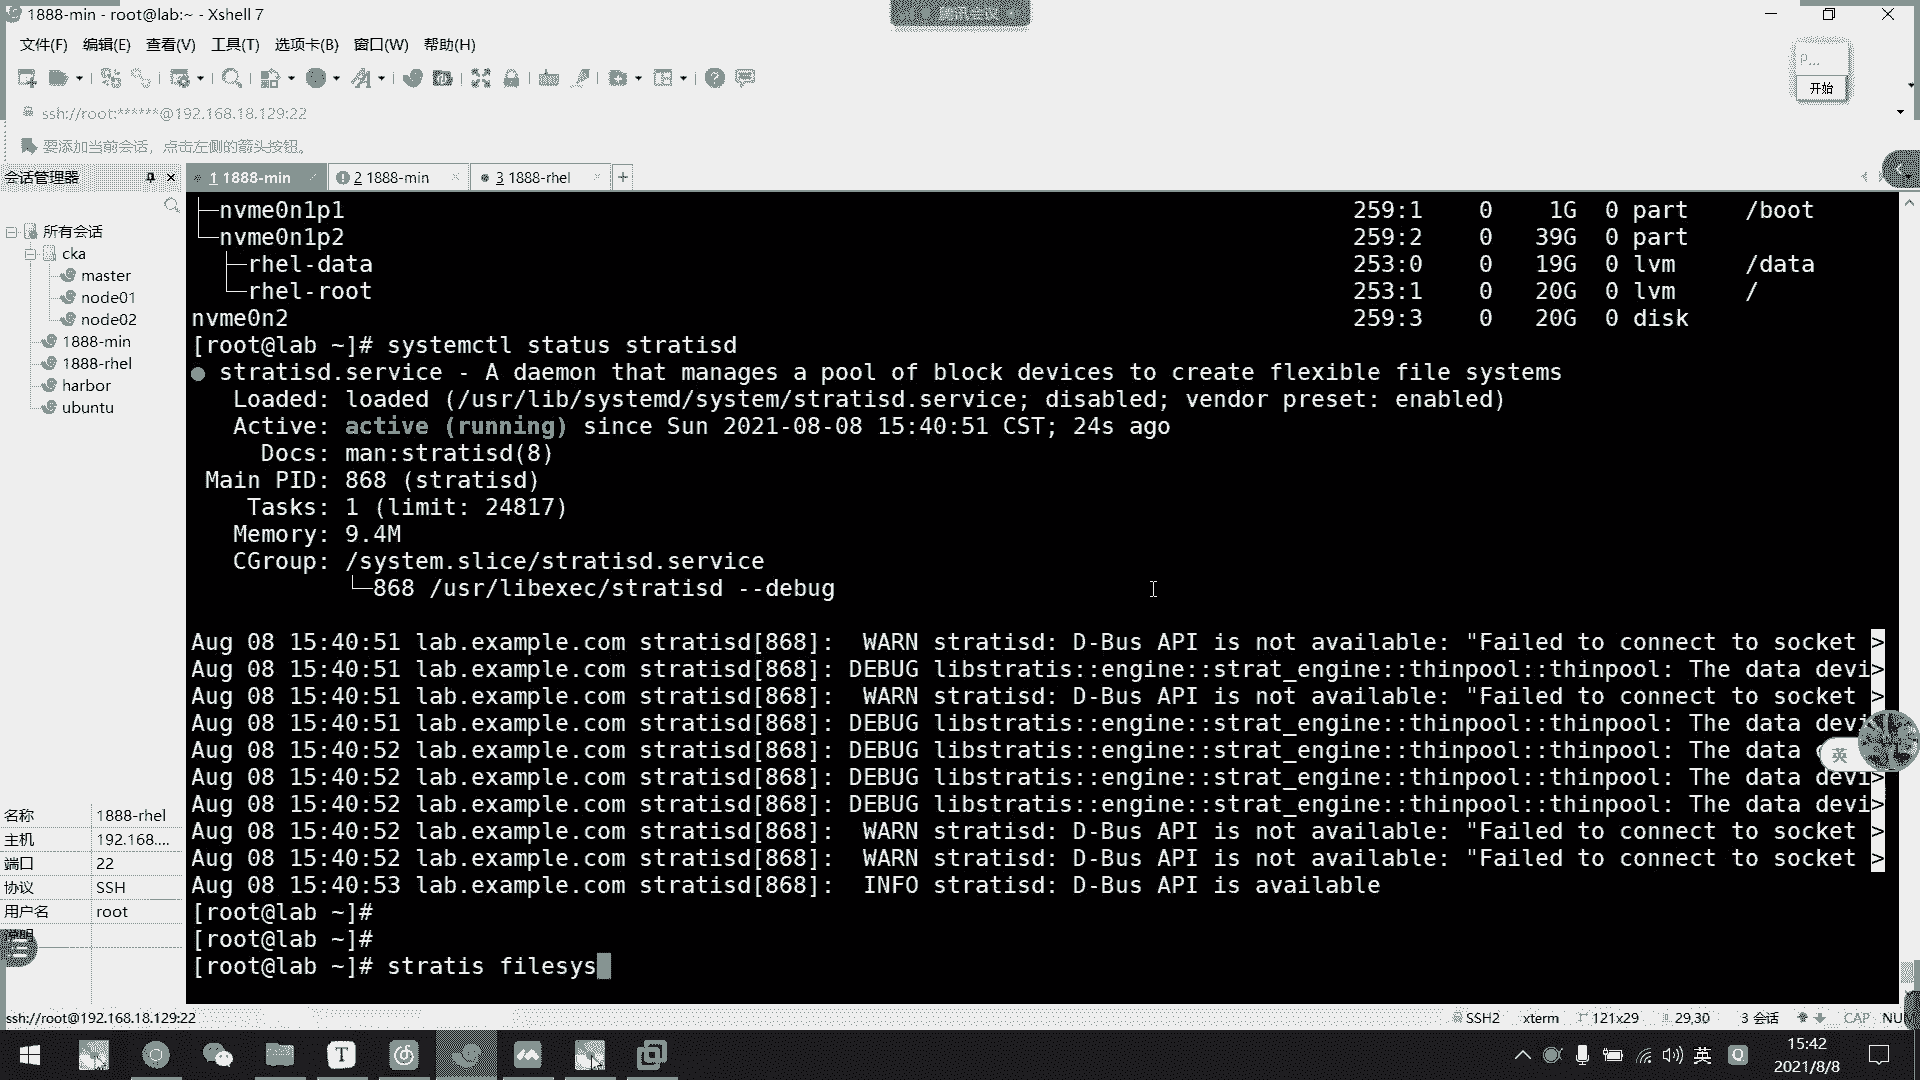 1888-min - root@lab:~ - Xshell 7
腾讯会议
文件(F) 编辑(E) 查看(V) 工具(T) 选项卡(B) 窗口(W) 帮助(H)
P...
开始
ssh://root:******@192.168.18.129:22
要添加当前会话，点击左侧的箭头按钮。
会话管理器
1 1888-min
2 1888-min
3 1888-rhel
+
所有会话
cka
master
node01
node02
1888-min
1888-rhel
harbor
ubuntu
名称 1888-rhel
主机 192.168....
端口 22
协议 SSH
用户名 root
说明
├─nvme0n1p1 259:1 0 1G 0 part /boot
└─nvme0n1p2 259:2 0 39G 0 part
├─rhel-data 253:0 0 19G 0 lvm /data
└─rhel-root 253:1 0 20G 0 lvm /
nvme0n2 259:3 0 20G 0 disk
[root@lab ~]# systemctl status stratisd
● stratisd.service - A daemon that manages a pool of block devices to create flexible file systems
Loaded: loaded (/usr/lib/systemd/system/stratisd.service; disabled; vendor preset: enabled)
Active: active (running) since Sun 2021-08-08 15:40:51 CST; 24s ago
Docs: man:stratisd(8)
Main PID: 868 (stratisd)
Tasks: 1 (limit: 24817)
Memory: 9.4M
CGroup: /system.slice/stratisd.service
└─868 /usr/libexec/stratisd --debug
Aug 08 15:40:51 lab.example.com stratisd[868]:  WARN stratisd: D-Bus API is not available: "Failed to connect to socket >
Aug 08 15:40:51 lab.example.com stratisd[868]: DEBUG libstratis::engine::strat_engine::thinpool::thinpool: The data devi>
Aug 08 15:40:51 lab.example.com stratisd[868]:  WARN stratisd: D-Bus API is not available: "Failed to connect to socket >
Aug 08 15:40:51 lab.example.com stratisd[868]: DEBUG libstratis::engine::strat_engine::thinpool::thinpool: The data devi>
Aug 08 15:40:52 lab.example.com stratisd[868]: DEBUG libstratis::engine::strat_engine::thinpool::thinpool: The data
Aug 08 15:40:52 lab.example.com stratisd[868]: DEBUG libstratis::engine::strat_engine::thinpool::thinpool: The data devi>
Aug 08 15:40:52 lab.example.com stratisd[868]: DEBUG libstratis::engine::strat_engine::thinpool::thinpool: The data devi>
Aug 08 15:40:52 lab.example.com stratisd[868]:  WARN stratisd: D-Bus API is not available: "Failed to connect to socket >
Aug 08 15:40:52 lab.example.com stratisd[868]:  WARN stratisd: D-Bus API is not available: "Failed to connect to socket >
Aug 08 15:40:53 lab.example.com stratisd[868]:  INFO stratisd: D-Bus API is available
[root@lab ~]#
[root@lab ~]#
[root@lab ~]# stratis filesys
英
ssh://root@192.168.18.129:22
SSH2 xterm 121x29 29,30 3 会话 CAP NUM
英
15:42
2021/8/8